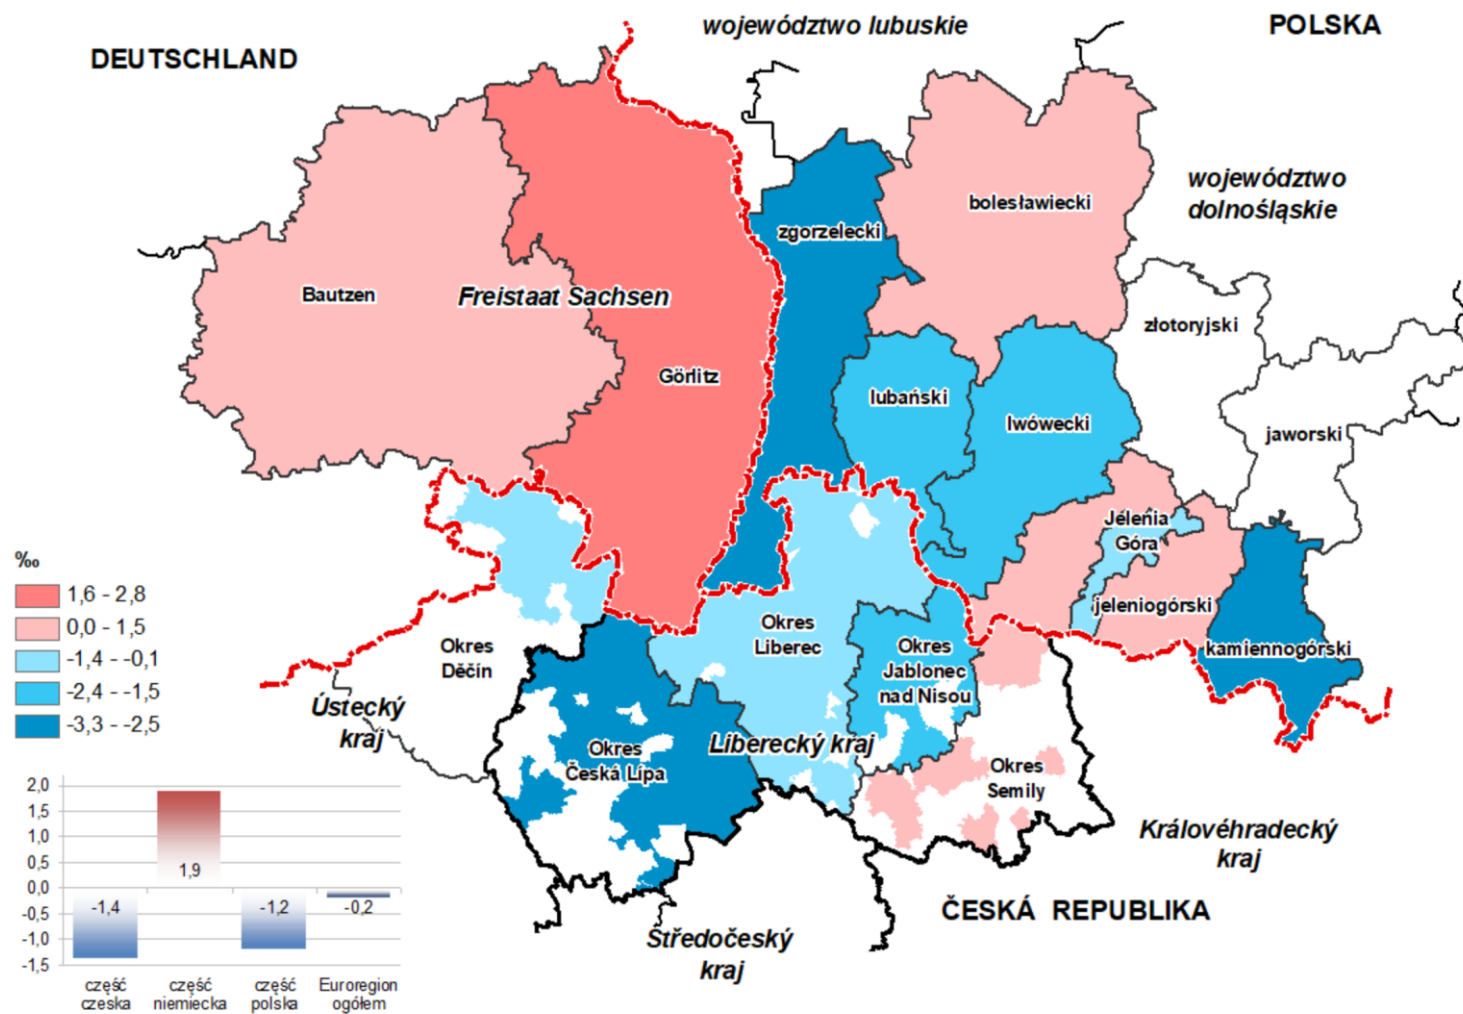 województwo lubuskie
POLSKA
DEUTSCHLAND
województwo
dolnośląskie
bolesławiecki
zgorzelecki
Bautzen
Freistaat Sachsen
złotoryjski
Görlitz
lubański
lwówecki
jaworski
Jelenia
Góra
jeleniogórski
kamiennogórski
‰
1,6 - 2,8
0,0 - 1,5
-1,4 - -0,1
-2,4 - -1,5
-3,3 - -2,5
Okres
Děčín
Okres
Liberec
Okres
Jablonec
nad Nisou
Ústecký
kraj
Okres
Česká Lípa
Liberecký kraj
Okres
Semily
Královéhradecký
kraj
ČESKÁ REPUBLIKA
Středočeský
kraj
2,0
1,5
1,0
0,5
0,0
-0,5
-1,0
-1,5
-1,4
1,9
-1,2
-0,2
część
czeska
część
niemiecka
część
polska
Euroregion
ogółem